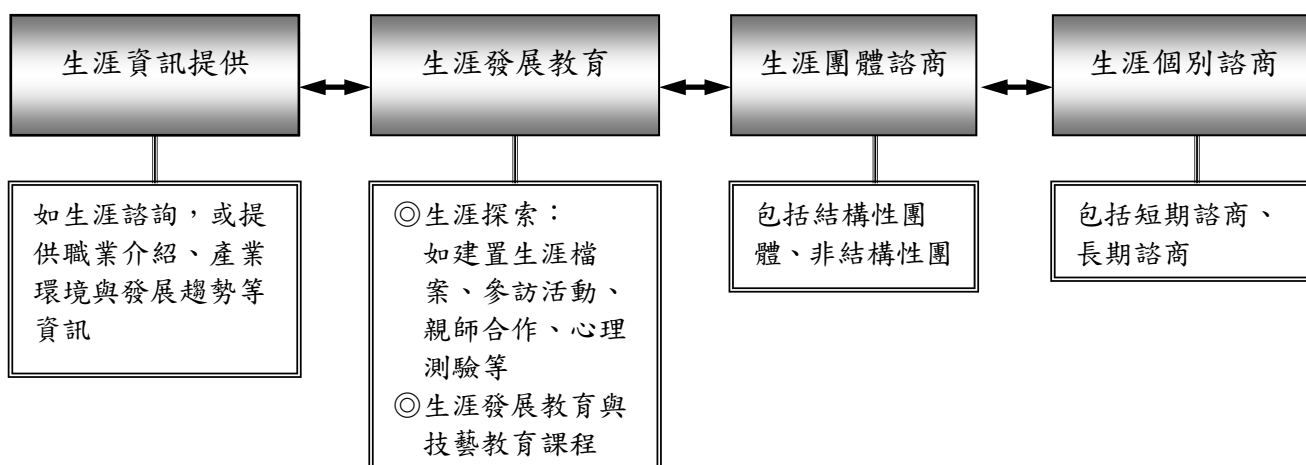 生涯資訊提供
生涯發展教育
生涯團體諮商
生涯個別諮商
如生涯諮詢，或提
供職業介紹、產業
環境與發展趨勢等
資訊
◎生涯探索：
如建置生涯檔
案、參訪活動、
親師合作、心理
測驗等
◎生涯發展教育與
技藝教育課程
包括結構性團
體、非結構性團
包括短期諮商、
長期諮商